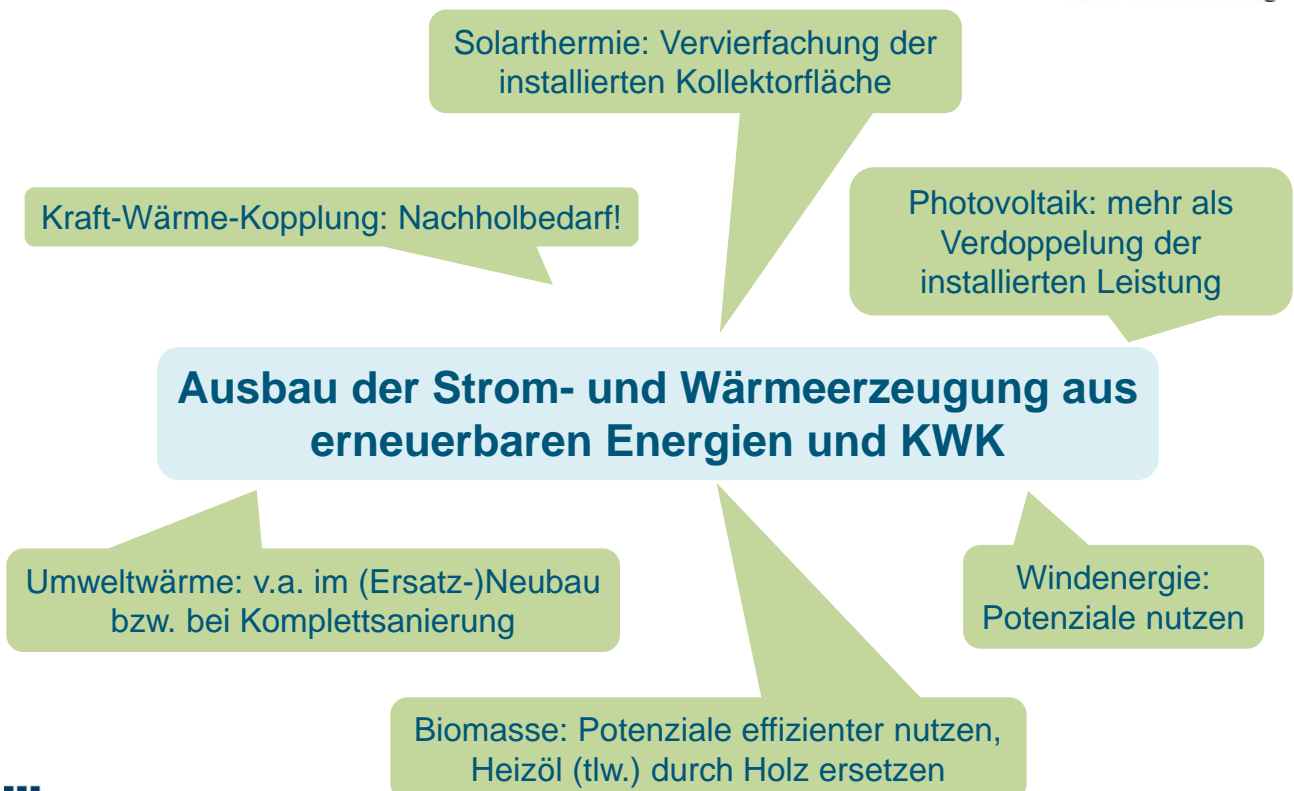 Solarthermie: Vervierfachung der
installierten Kollektorfläche
Kraft-Wärme-Kopplung: Nachholbedarf!
Photovoltaik: mehr als
Verdoppelung der
installierten Leistung
Ausbau der Strom- und Wärmeerzeugung aus
erneuerbaren Energien und KWK
Umweltwärme: v.a. im (Ersatz-)Neubau
bzw. bei Komplettsanierung
Windenergie:
Potenziale nutzen
Biomasse: Potenziale effizienter nutzen,
Heizöl (tlw.) durch Holz ersetzen